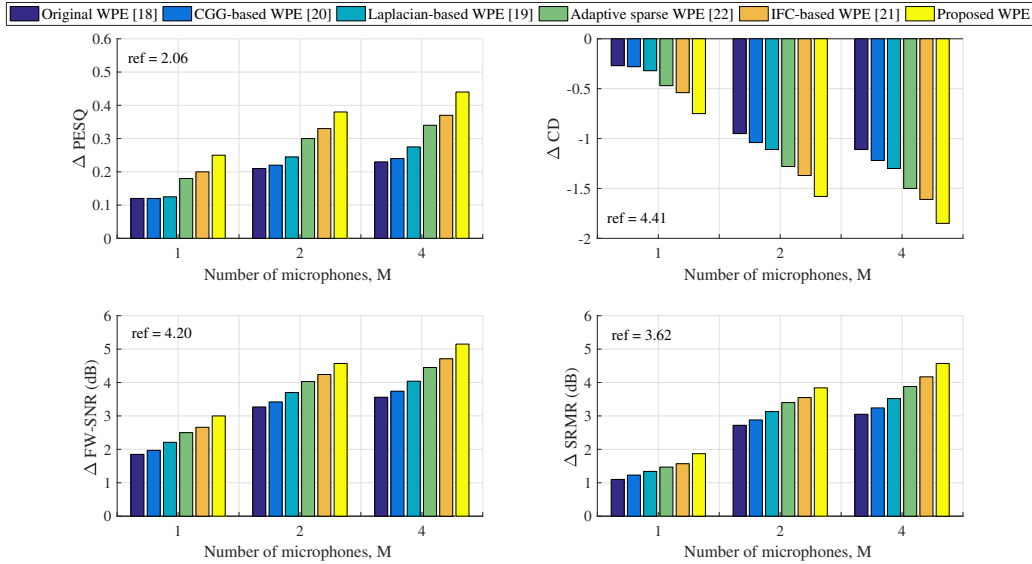 Original WPE [18] CGG-based WPE [20] Laplacian-based WPE [19] Adaptive sparse WPE [22] IFC-based WPE [21] Proposed WPE
0.6
0.5
0.4
0.3
0.2
0.1
0
Δ PESQ
ref = 2.06
1 2 4
Number of microphones, M
0
-0.5
-1
-1.5
-2
Δ CD
ref = 4.41
1 2 4
Number of microphones, M
6
5
4
3
2
1
0
Δ FW-SNR (dB)
ref = 4.20
1 2 4
Number of microphones, M
6
5
4
3
2
1
0
Δ SRMR (dB)
ref = 3.62
1 2 4
Number of microphones, M